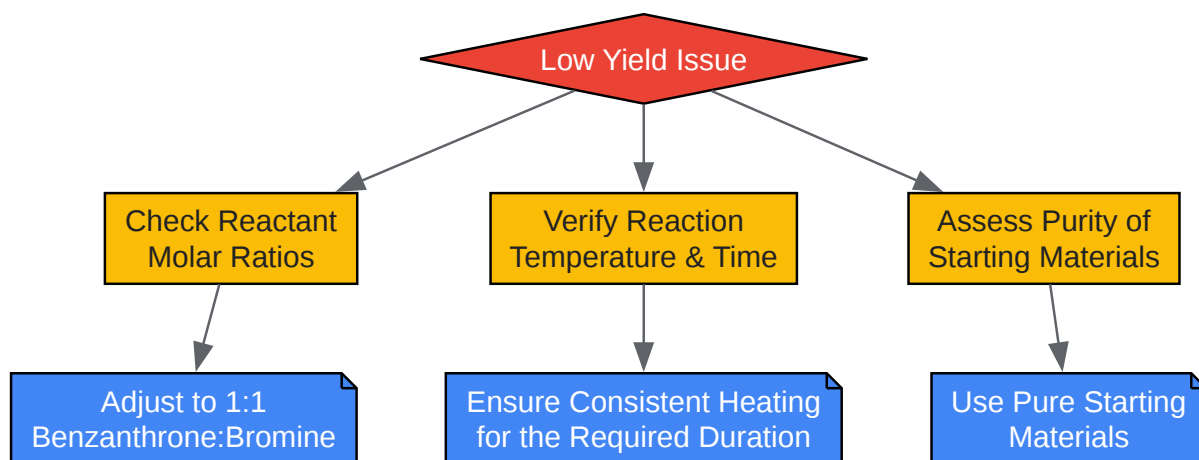 Low Yield Issue
Check Reactant
Molar Ratios
Verify Reaction
Temperature & Time
Assess Purity of
Starting Materials
Adjust to 1:1
Benzanthrone:Bromine
Ensure Consistent Heating
for the Required Duration
Use Pure Starting
Materials